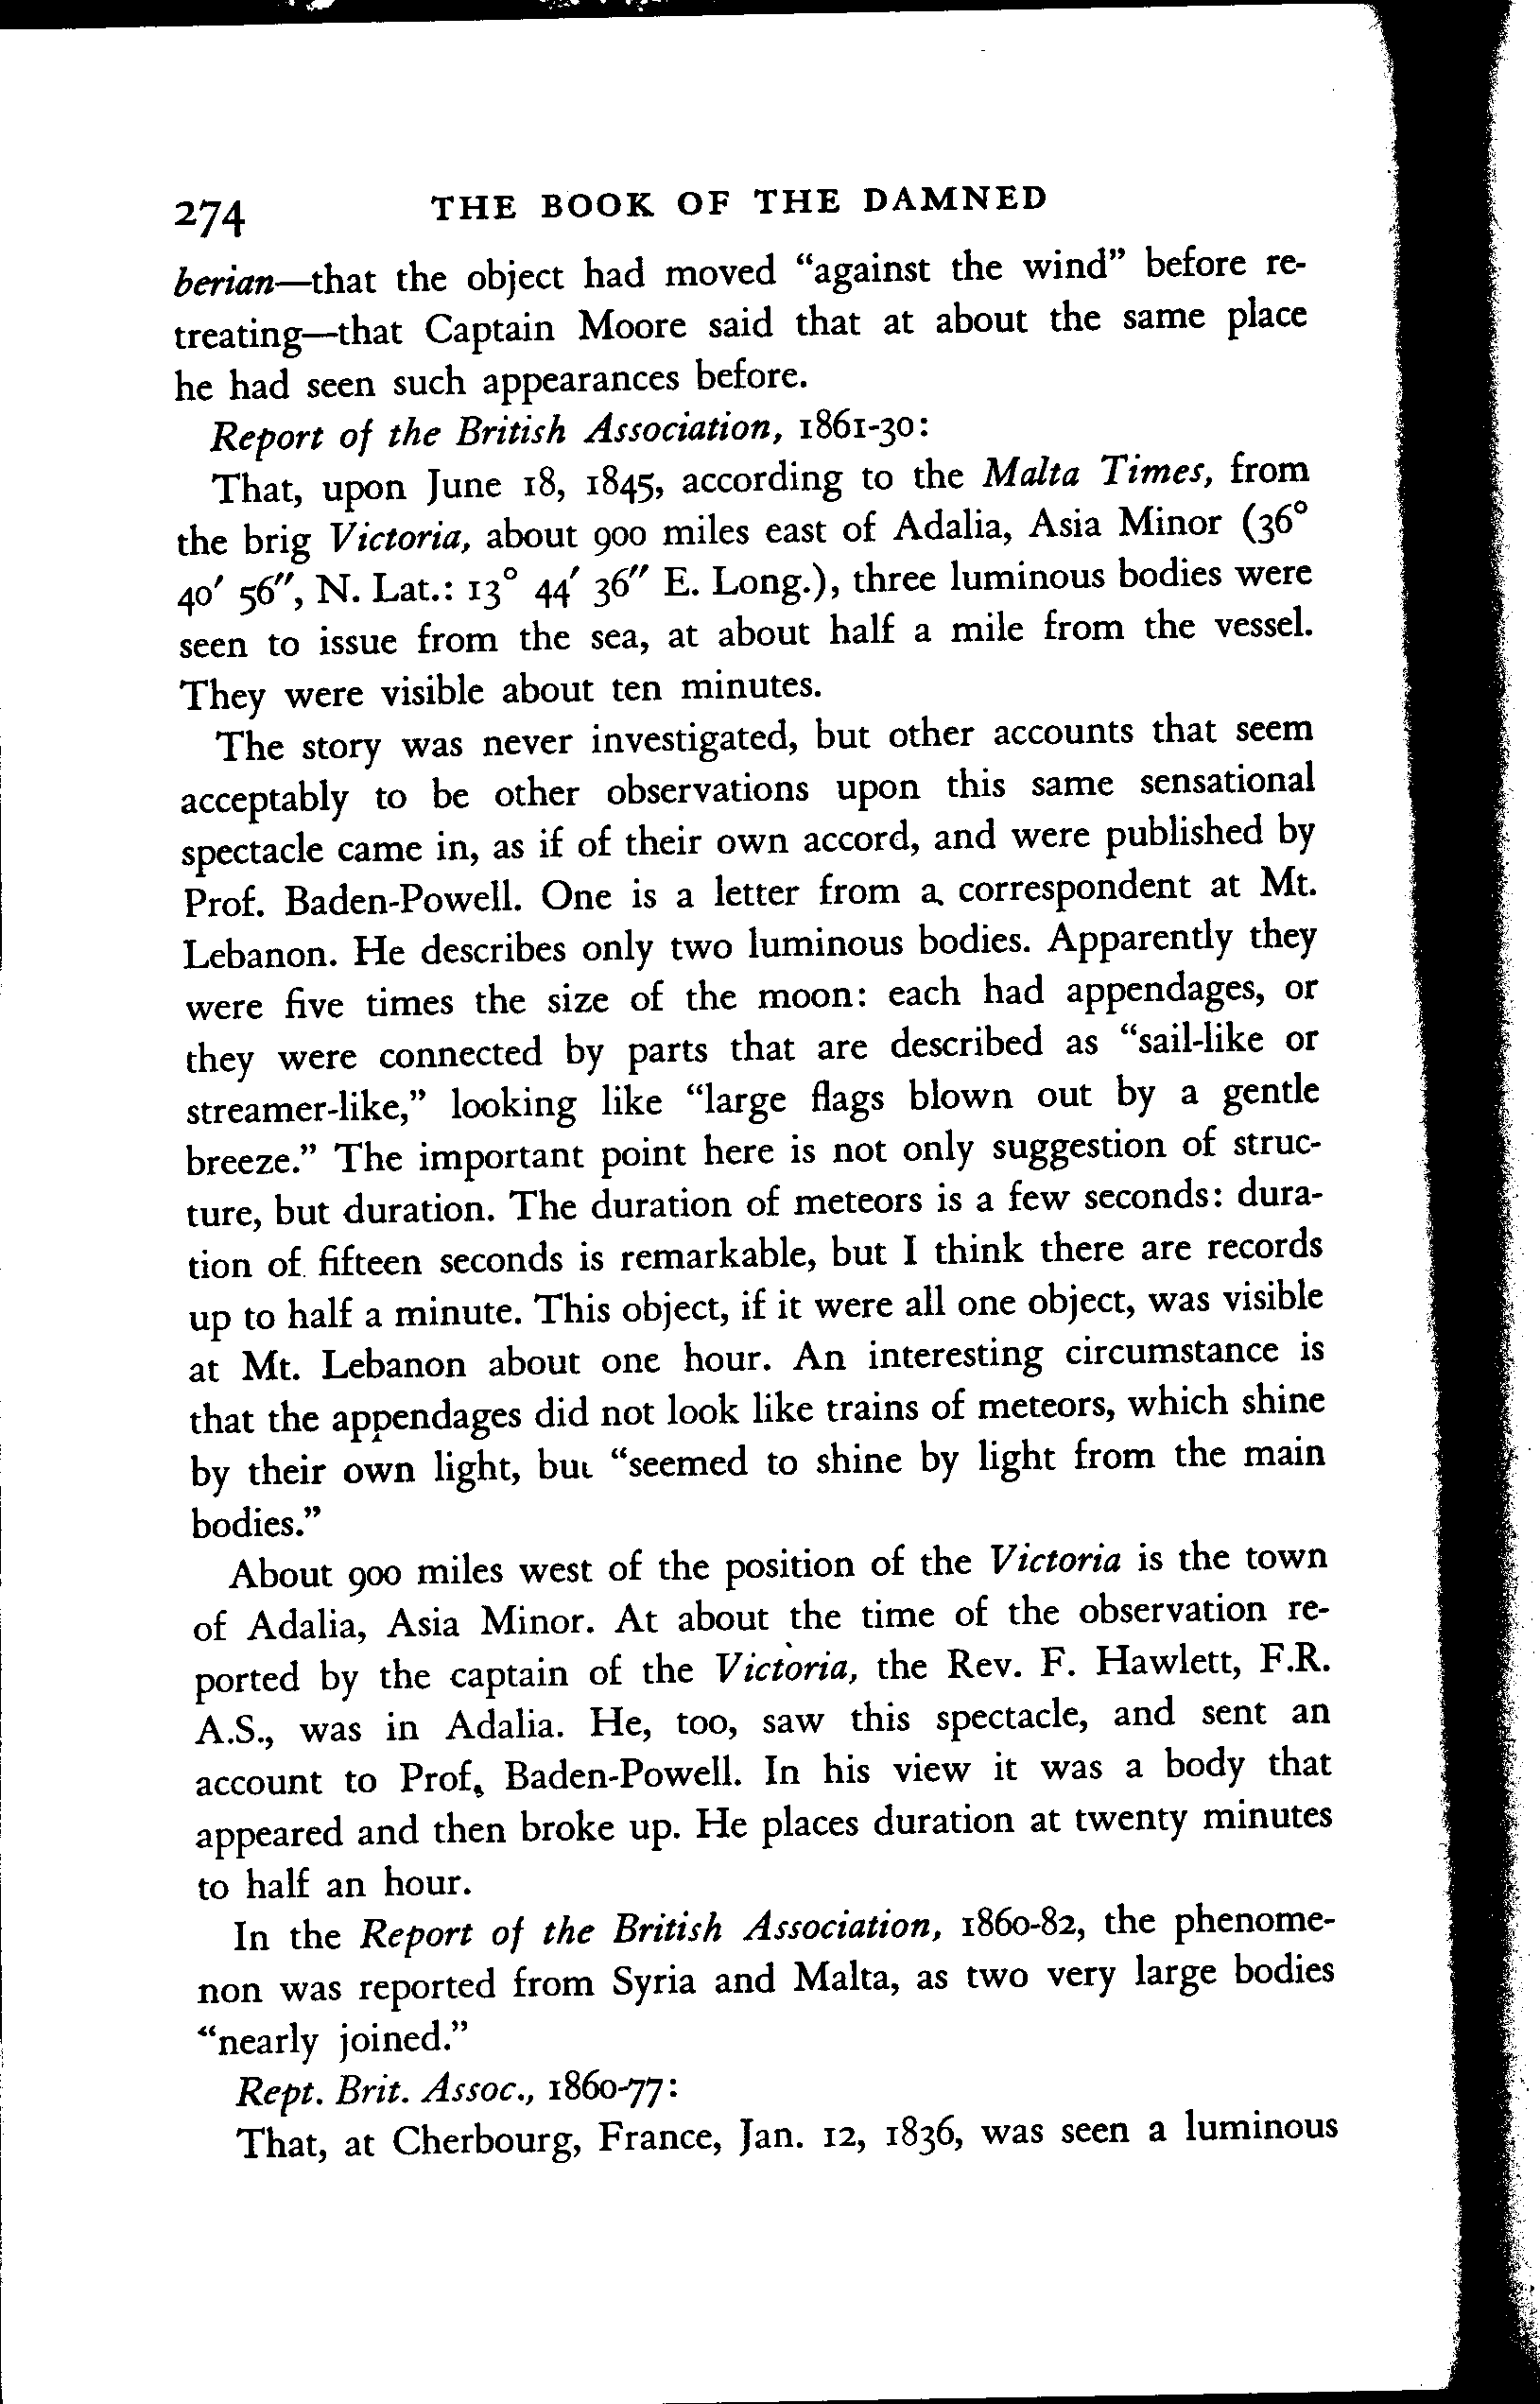 274 THE BOOK OF THE DAMNED
berian—that the object had moved “against the wind” before re-
treating—that Captain Moore said that at about the same place
he had seen such appearances before.
Report of the British Association, 1861-30:
That, upon June 18, 1845, according to the Malta Times, from
the brig Victoria, about 900 miles east of Adalia, Asia Minor (36°
40′ 56″, N. Lat.: 13° 44′ 36″ E. Long.), three luminous bodies were
seen to issue from the sea, at about half a mile from the vessel.
They were visible about ten minutes.
The story was never investigated, but other accounts that seem
acceptably to be other observations upon this same sensational
spectacle came in, as if of their own accord, and were published by
Prof. Baden-Powell. One is a letter from a correspondent at Mt.
Lebanon. He describes only two luminous bodies. Apparently they
were five times the size of the moon: each had appendages, or
they were connected by parts that are described as “sail-like or
streamer-like,” looking like “large flags blown out by a gentle
breeze.” The important point here is not only suggestion of struc-
ture, but duration. The duration of meteors is a few seconds: dura-
tion of fifteen seconds is remarkable, but I think there are records
up to half a minute. This object, if it were all one object, was visible
at Mt. Lebanon about one hour. An interesting circumstance is
that the appendages did not look like trains of meteors, which shine
by their own light, but “seemed to shine by light from the main
bodies.”
About 900 miles west of the position of the Victoria is the town
of Adalia, Asia Minor. At about the time of the observation re-
ported by the captain of the Victoria, the Rev. F. Hawlett, F.R.
A.S., was in Adalia. He, too, saw this spectacle, and sent an
account to Prof. Baden-Powell. In his view it was a body that
appeared and then broke up. He places duration at twenty minutes
to half an hour.
In the Report of the British Association, 1860-82, the phenome-
non was reported from Syria and Malta, as two very large bodies
“nearly joined.”
Rept. Brit. Assoc., 1860-77:
That, at Cherbourg, France, Jan. 12, 1836, was seen a luminous